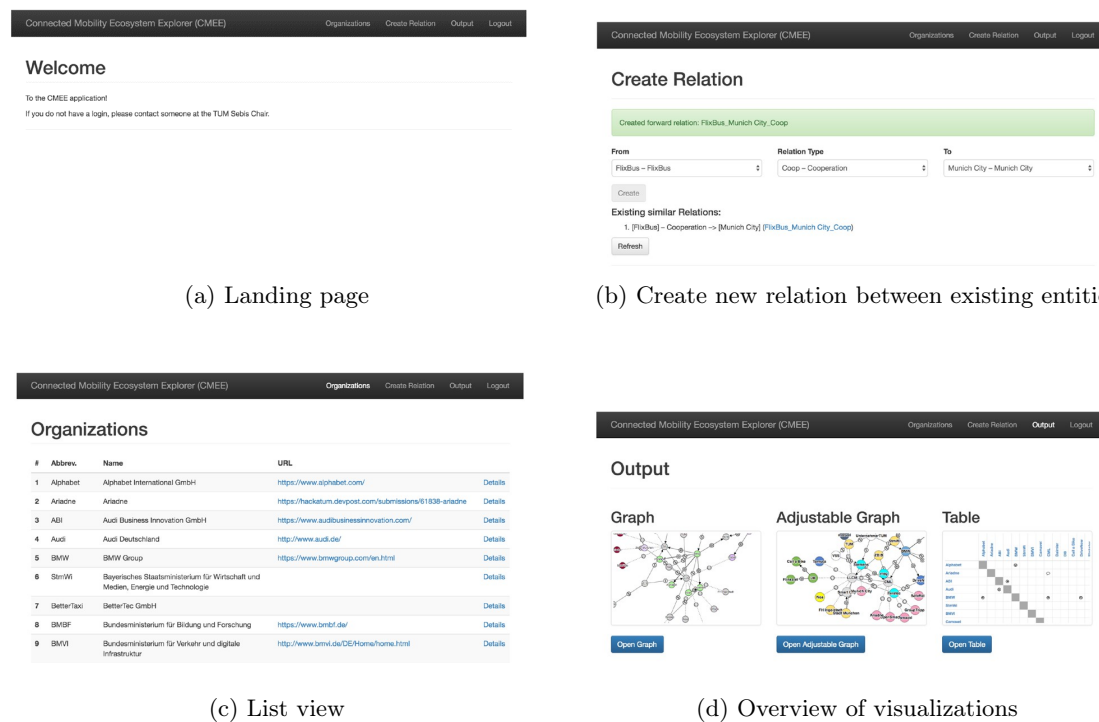 Connected Mobility Ecosystem Explorer (CMEE) Organizations Create Relation Output Logout
Welcome
To the CMEE application!
If you do not have a login, please contact someone at the TUM Sebis Chair.
(a) Landing page
Connected Mobility Ecosystem Explorer (CMEE) Organizations Create Relation Output Logout
Create Relation
Created forward relation: FlixBus_Munich City_Coop
From Relation Type To
FlixBus – FlixBus Coop – Cooperation Munich City – Munich City
Create
Existing similar Relations:
1. [FlixBus] – Cooperation –> [Munich City] (FlixBus_Munich City_Coop)
Refresh
(b) Create new relation between existing entiti
Connected Mobility Ecosystem Explorer (CMEE) Organizations Create Relation Output Logout
Organizations
# Abbrev. Name URL
1 Alphabet Alphabet International GmbH https://www.alphabet.com/ Details
2 Ariadne Ariadne https://hackatum.devpost.com/submissions/61838-ariadne Details
3 ABI Audi Business Innovation GmbH https://www.audibusinessinnovation.com/ Details
4 Audi Audi Deutschland http://www.audi.de/ Details
5 BMW BMW Group https://www.bmwgroup.com/en.html Details
6 StmWi Bayerisches Staatsministerium für Wirtschaft und Details
Medien, Energie und Technologie
7 BetterTaxi BetterTec GmbH Details
8 BMBF Bundesministerium für Bildung und Forschung https://www.bmbf.de/ Details
9 BMVI Bundesministerium für Verkehr und digitale http://www.bmvi.de/DE/Home/home.html Details
Infrastruktur
(c) List view
Connected Mobility Ecosystem Explorer (CMEE) Organizations Create Relation Output Logout
Output
Graph Adjustable Graph Table
UnternehmerTUM
Munich City
Alphabet
Ariadne
ABI
Audi
BMW
Carzoot
Open Graph Open Adjustable Graph Open Table
(d) Overview of visualizations